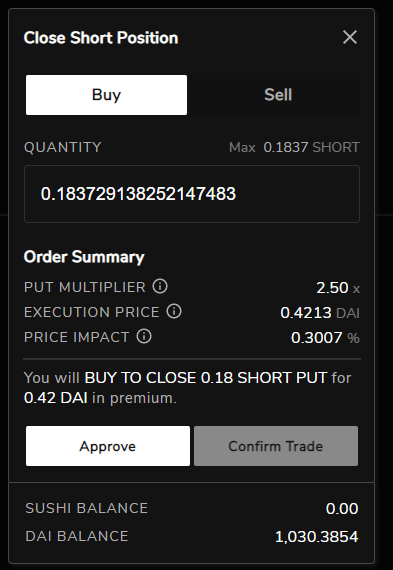 Close Short Position
Buy Sell
QUANTITY Max 0.1837 SHORT
0.183729138252147483
Order Summary
PUT MULTIPLIER 2.50 x
EXECUTION PRICE 0.4213 DAI
PRICE IMPACT 0.3007 %
You will BUY TO CLOSE 0.18 SHORT PUT for
0.42 DAI in premium.
Approve Confirm Trade
SUSHI BALANCE 0.00
DAI BALANCE 1,030.3854